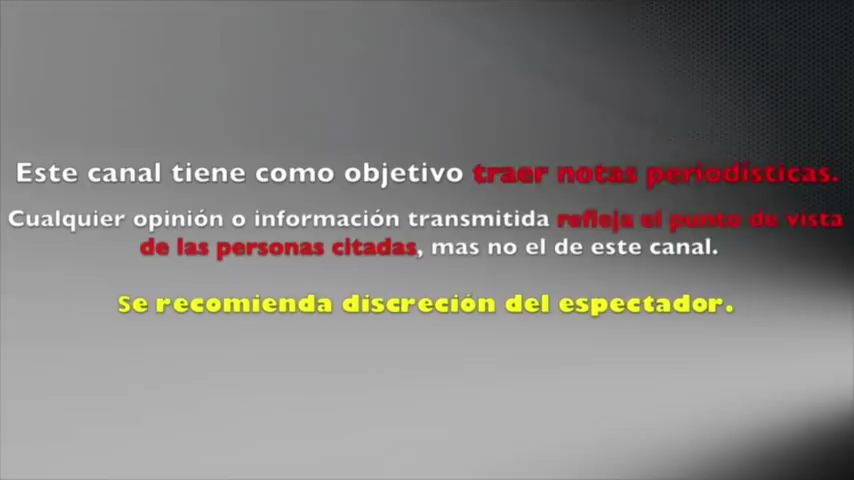 Este canal tiene como objetivo traer notas periodísticas.
Cualquier opinión o información transmitida refleja el punto de vista
de las personas citadas, mas no el de este canal.
Se recomienda discreción del espectador.